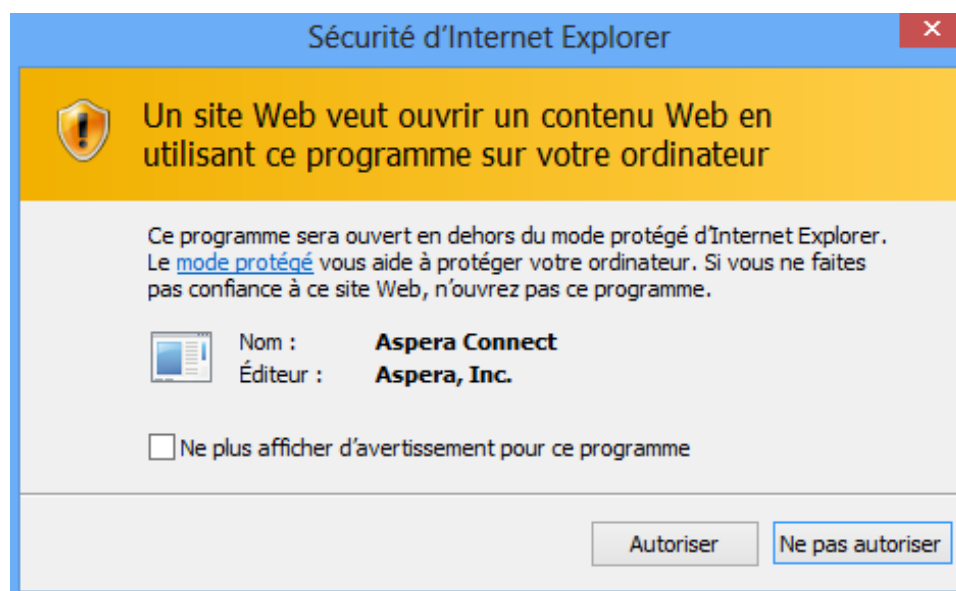 Sécurité d’Internet Explorer
Un site Web veut ouvrir un contenu Web en
utilisant ce programme sur votre ordinateur
Ce programme sera ouvert en dehors du mode protégé d’Internet Explorer.
Le mode protégé vous aide à protéger votre ordinateur. Si vous ne faites
pas confiance à ce site Web, n’ouvrez pas ce programme.
Nom : Aspera Connect
Éditeur : Aspera, Inc.
Ne plus afficher d’avertissement pour ce programme
Autoriser Ne pas autoriser